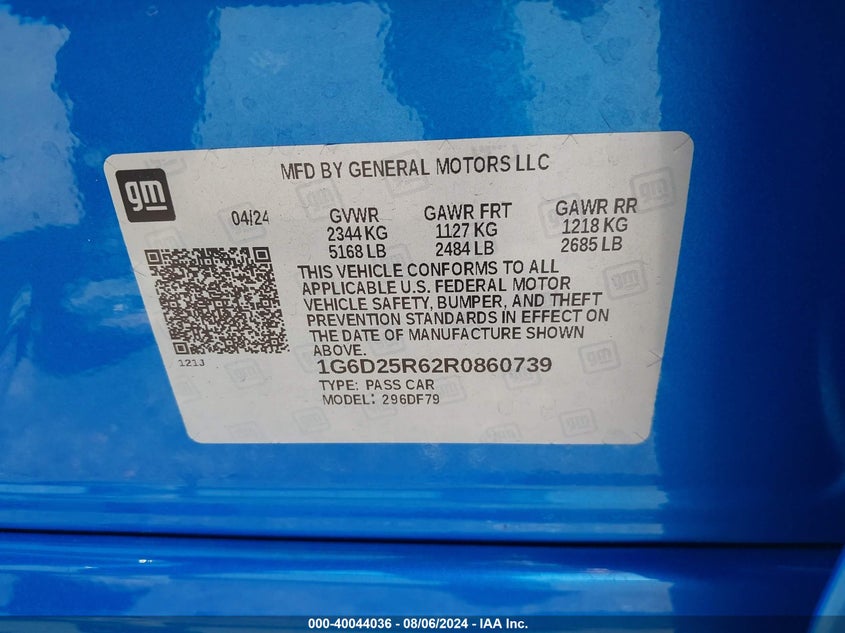 MFD BY GENERAL MOTORS LLC
gm
04/24 GVWR GAWR FRT GAWR RR
2344 KG 1127 KG 1218 KG
5168 LB 2484 LB 2685 LB
THIS VEHICLE CONFORMS TO ALL
APPLICABLE U.S. FEDERAL MOTOR
VEHICLE SAFETY, BUMPER, AND THEFT
PREVENTION STANDARDS IN EFFECT ON
THE DATE OF MANUFACTURE SHOWN
ABOVE.
121J
1G6D25R62R0860739
TYPE: PASS CAR
MODEL: 296DF79
000-40044036 - 08/06/2024 - IAA Inc.